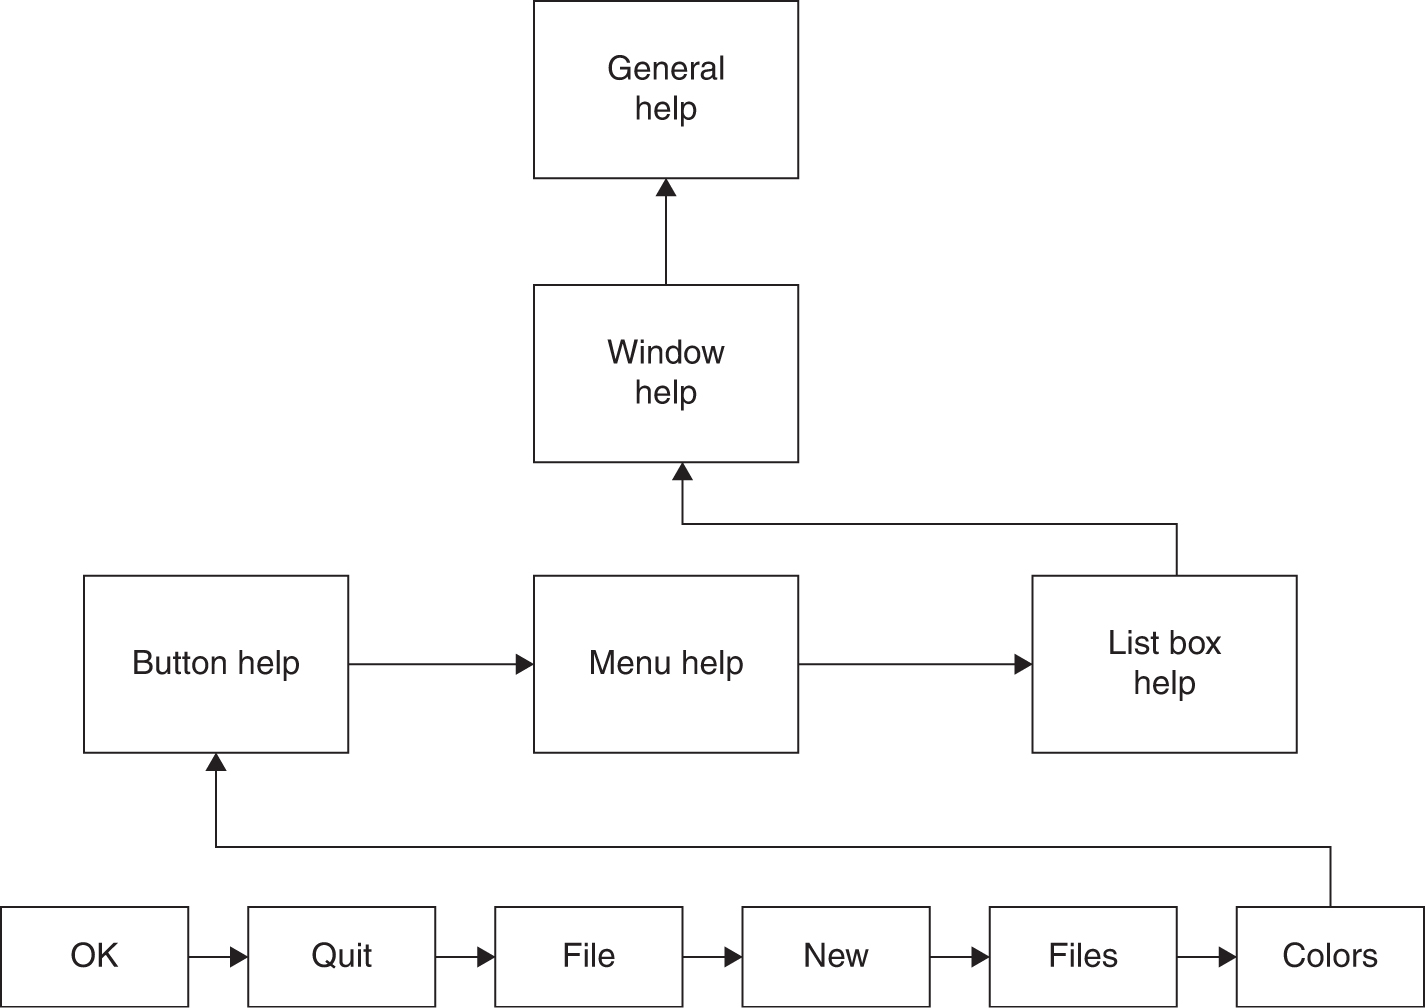 General
help
Window
help
Button help
Menu help
List box
help
OK
Quit
File
New
Files
Colors